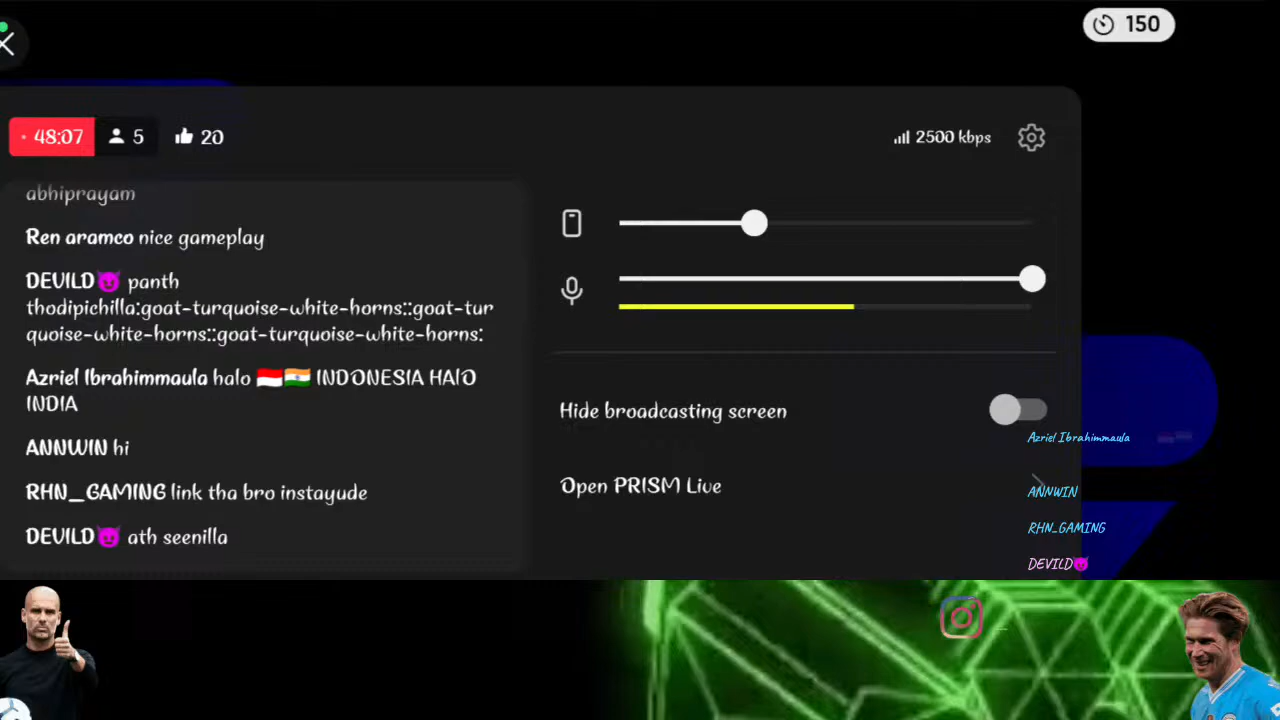 150
48:07 5 20
2500 kbps
abhiprayam
Ren aramco nice gameplay
DEVILD😈 panth
thodipichilla:goat-turquoise-white-horns::goat-tur
quoise-white-horns::goat-turquoise-white-horns:
Azriel Ibrahimmaula halo 🇮🇩🇮🇳 INDONESIA HAlO
INDIA
ANNWIN hi
RHN_GAMING link tha bro instayude
DEVILD😈 ath seenilla
Hide broadcasting screen
Open PRISM Live
Azriel Ibrahimmaula
ANNWIN
RHN_GAMING
DEVILD😈